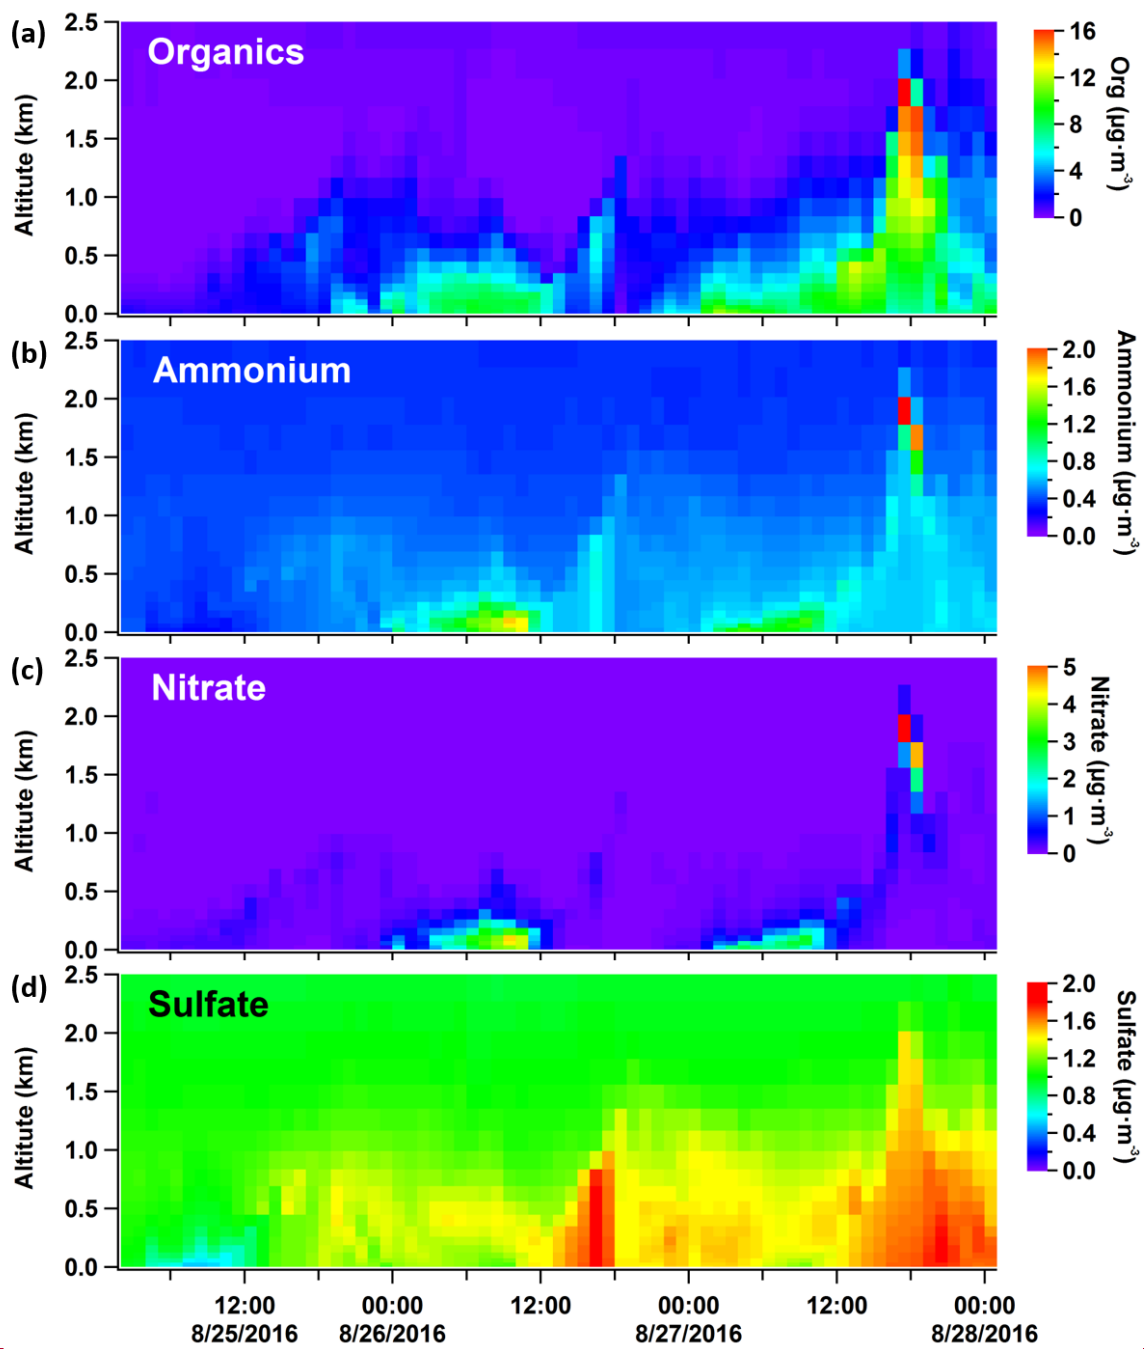 (a)
Organics
2.5
2.0
1.5
1.0
0.5
0.0
Altitute (km)
16
12
8
4
0
Org (µg·m-3)
(b)
Ammonium
2.5
2.0
1.5
1.0
0.5
0.0
Altitute (km)
2.0
1.6
1.2
0.8
0.4
0.0
Ammonium (µg·m-3)
(c)
Nitrate
2.5
2.0
1.5
1.0
0.5
0.0
Altitute (km)
5
4
3
2
1
0
Nitrate (µg·m-3)
(d)
Sulfate
2.5
2.0
1.5
1.0
0.5
0.0
Altitute (km)
2.0
1.6
1.2
0.8
0.4
0.0
Sulfate (µg·m-3)
12:00 00:00 12:00 00:00 12:00 00:00
8/25/2016 8/26/2016 8/27/2016 8/28/2016